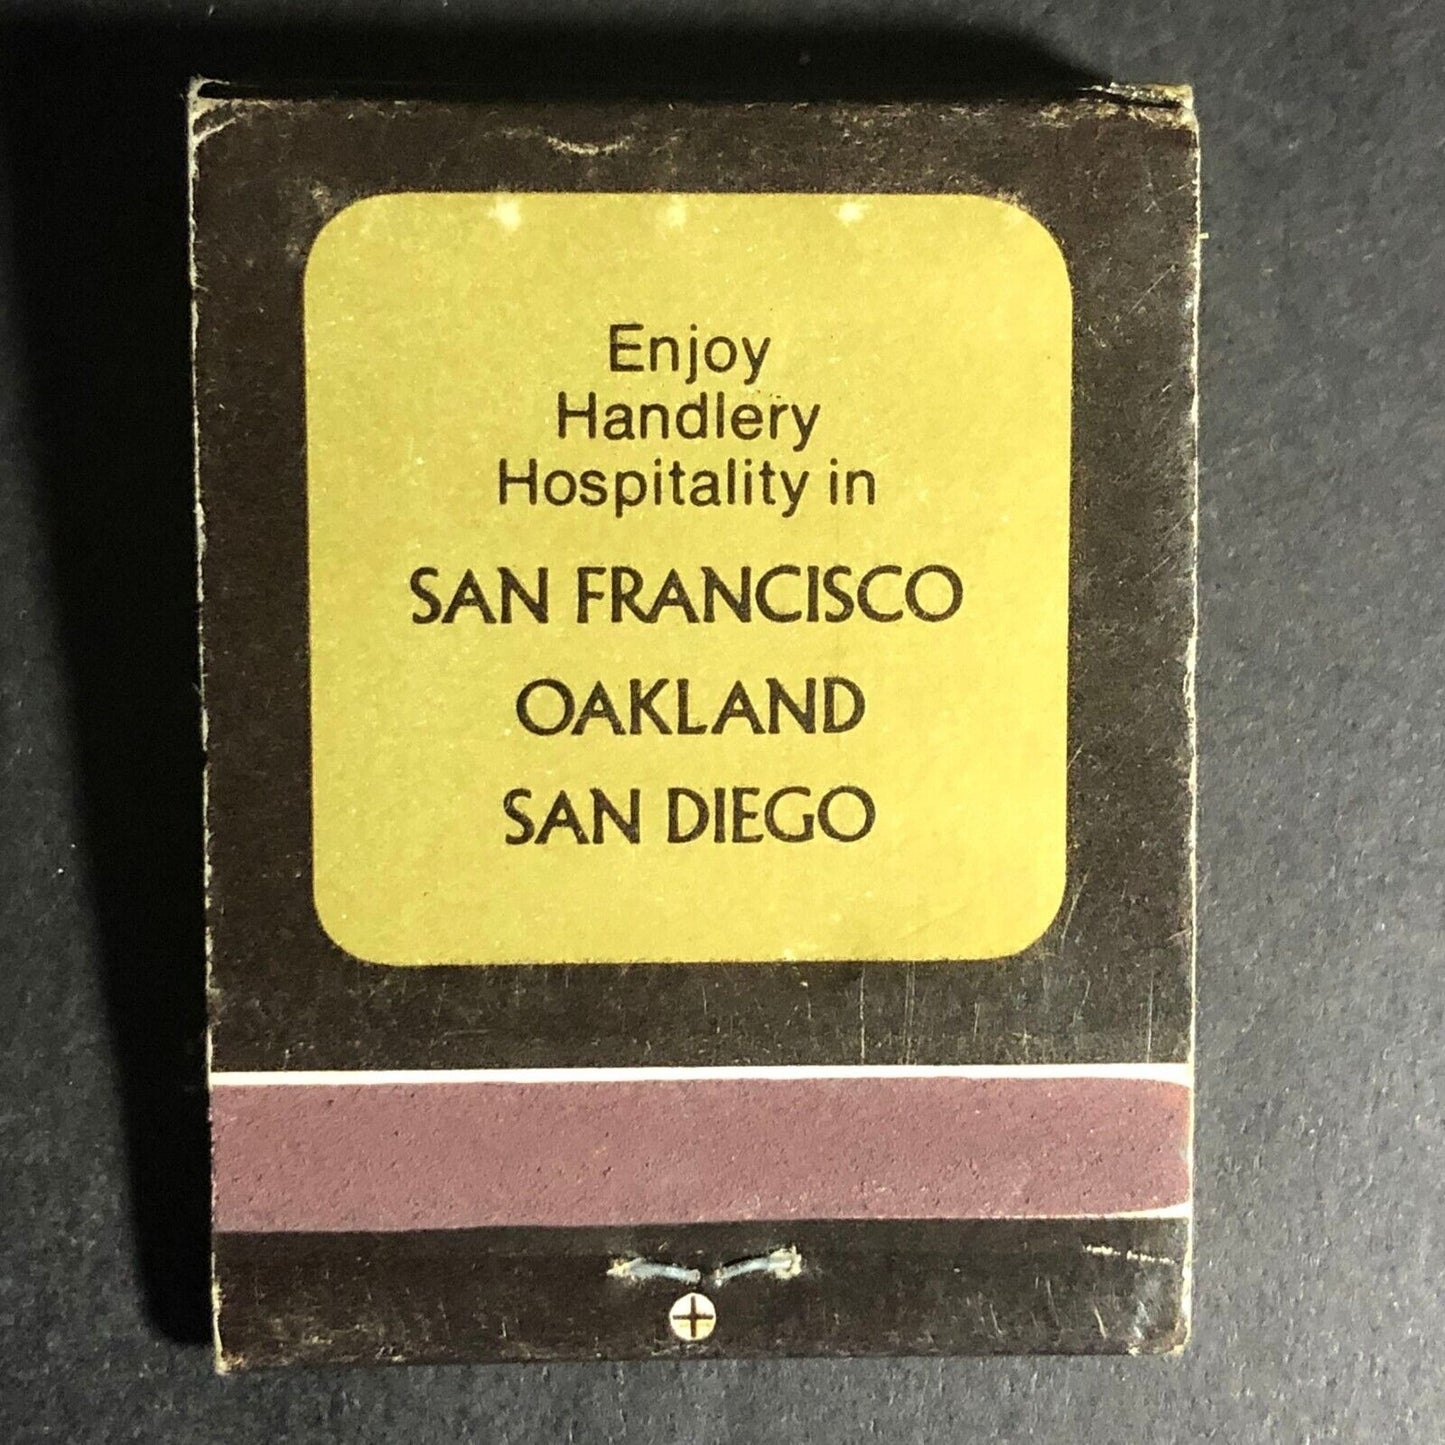 Enjoy
Handlery
Hospitality in
SAN FRANCISCO
OAKLAND
SAN DIEGO